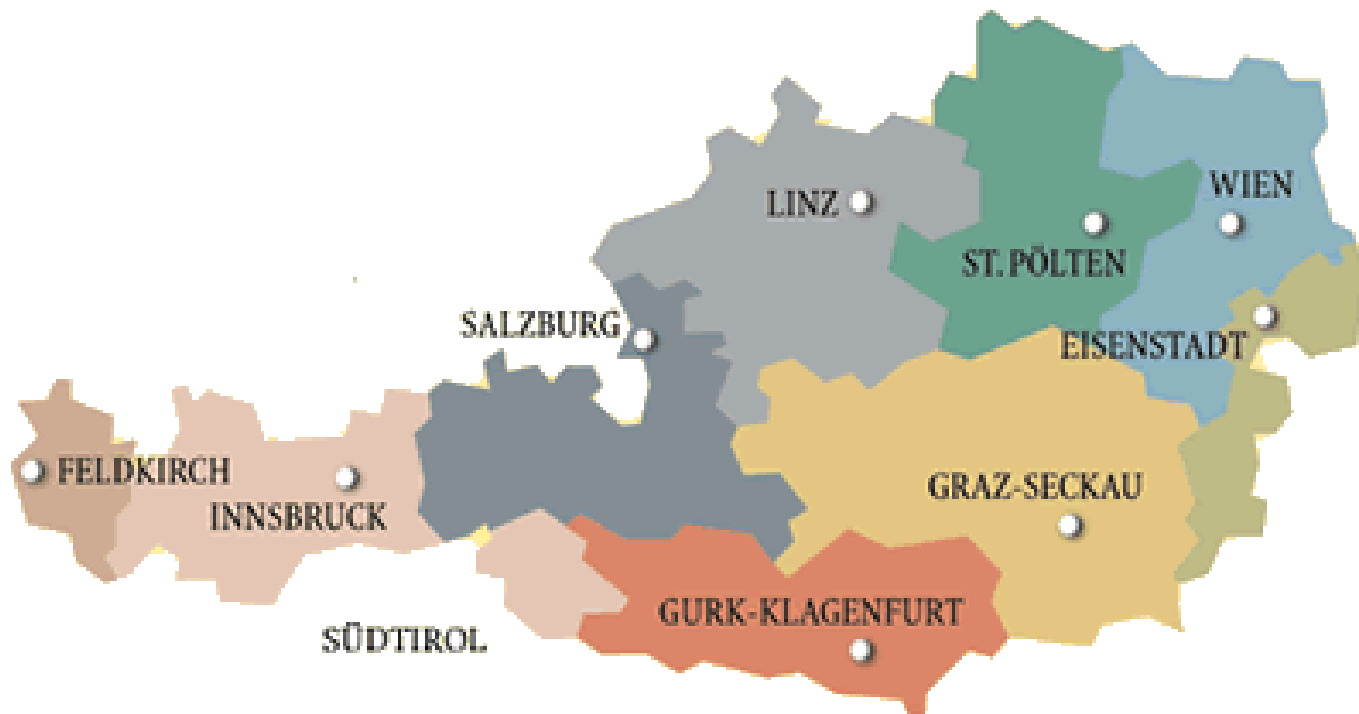 WIEN
LINZ
ST. PÖLTEN
SALZBURG
EISENSTADT
FELDKIRCH
GRAZ-SECKAU
INNSBRUCK
GURK-KLAGENFURT
SÜDTIROL